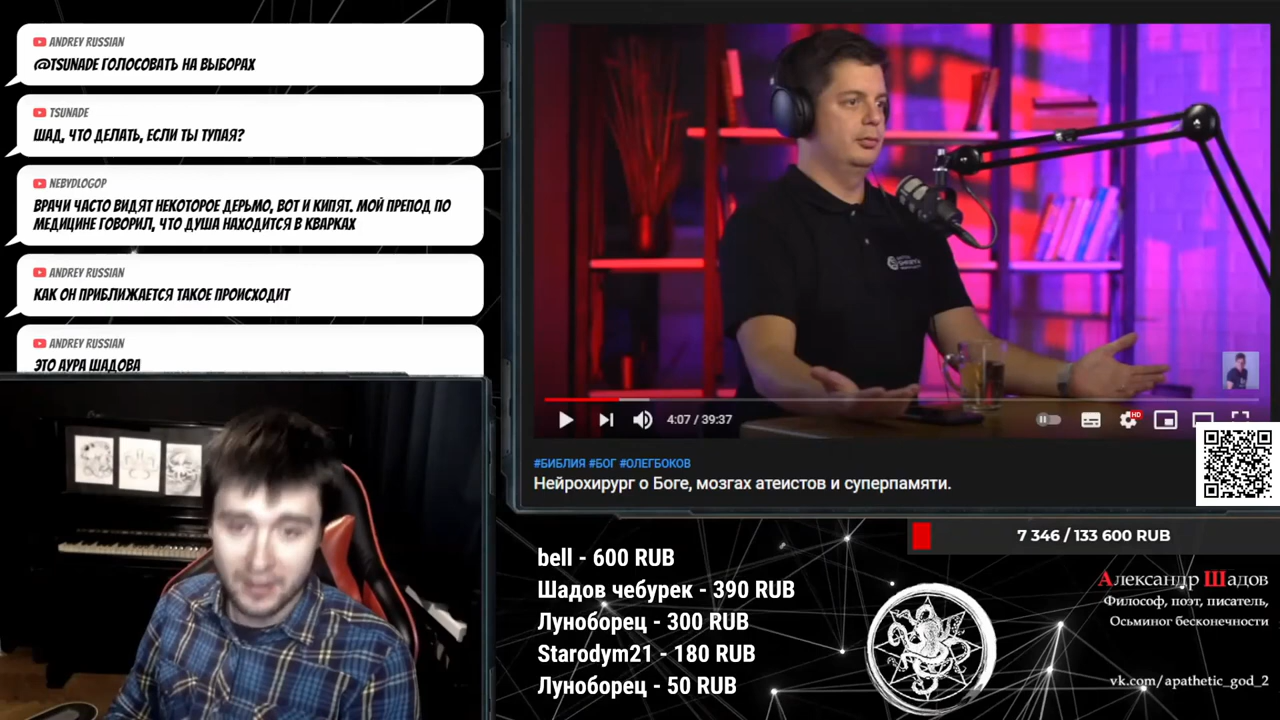 ANDREY RUSSIAN
@TSUNADE ГОЛОСОВАТЬ НА ВЫБОРАХ
TSUNADE
ШАД, ЧТО ДЕЛАТЬ, ЕСЛИ ТЫ ТУПАЯ?
NEBYDLOGOP
ВРАЧИ ЧАСТО ВИДЯТ НЕКОТОРОЕ ДЕРЬМО, ВОТ И КИПЯТ. МОЙ ПРЕПОД ПО
МЕДИЦИНЕ ГОВОРИЛ, ЧТО ДУША НАХОДИТСЯ В КВАРКАХ
ANDREY RUSSIAN
КАК ОН ПРИБЛИЖАЕТСЯ ТАКОЕ ПРОИСХОДИТ
ANDREY RUSSIAN
ЭТО АУРА ШАДОВА
4:07 / 39:37
HD
#БИБЛИЯ #БОГ #ОЛЕГБОКОВ
Нейрохирург о Боге, мозгах атеистов и суперпамяти.
7 346 / 133 600 RUB
bell - 600 RUB
Шадов чебурек - 390 RUB
Луноборец - 300 RUB
Starodym21 - 180 RUB
Луноборец - 50 RUB
Александр Шадов
Философ, поэт, писатель,
Осьминог бесконечности
vk.com/apathetic_god_2